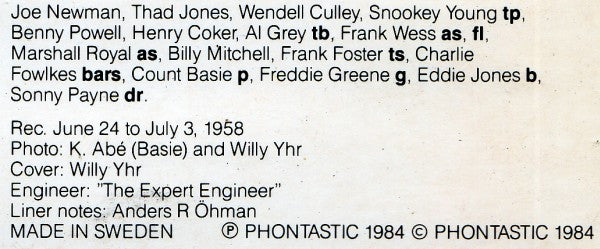 Joe Newman, Thad Jones, Wendell Culley, Snookey Young tp,
Benny Powell, Henry Coker, Al Grey tb, Frank Wess as, fl,
Marshall Royal as, Billy Mitchell, Frank Foster ts, Charlie
Fowlkes bars, Count Basie p, Freddie Greene g, Eddie Jones b,
Sonny Payne dr.
Rec. June 24 to July 3, 1958
Photo: K. Abé (Basie) and Willy Yhr
Cover: Willy Yhr
Engineer: "The Expert Engineer"
Liner notes: Anders R Öhman
MADE IN SWEDEN ℗ PHONTASTIC 1984 © PHONTASTIC 1984